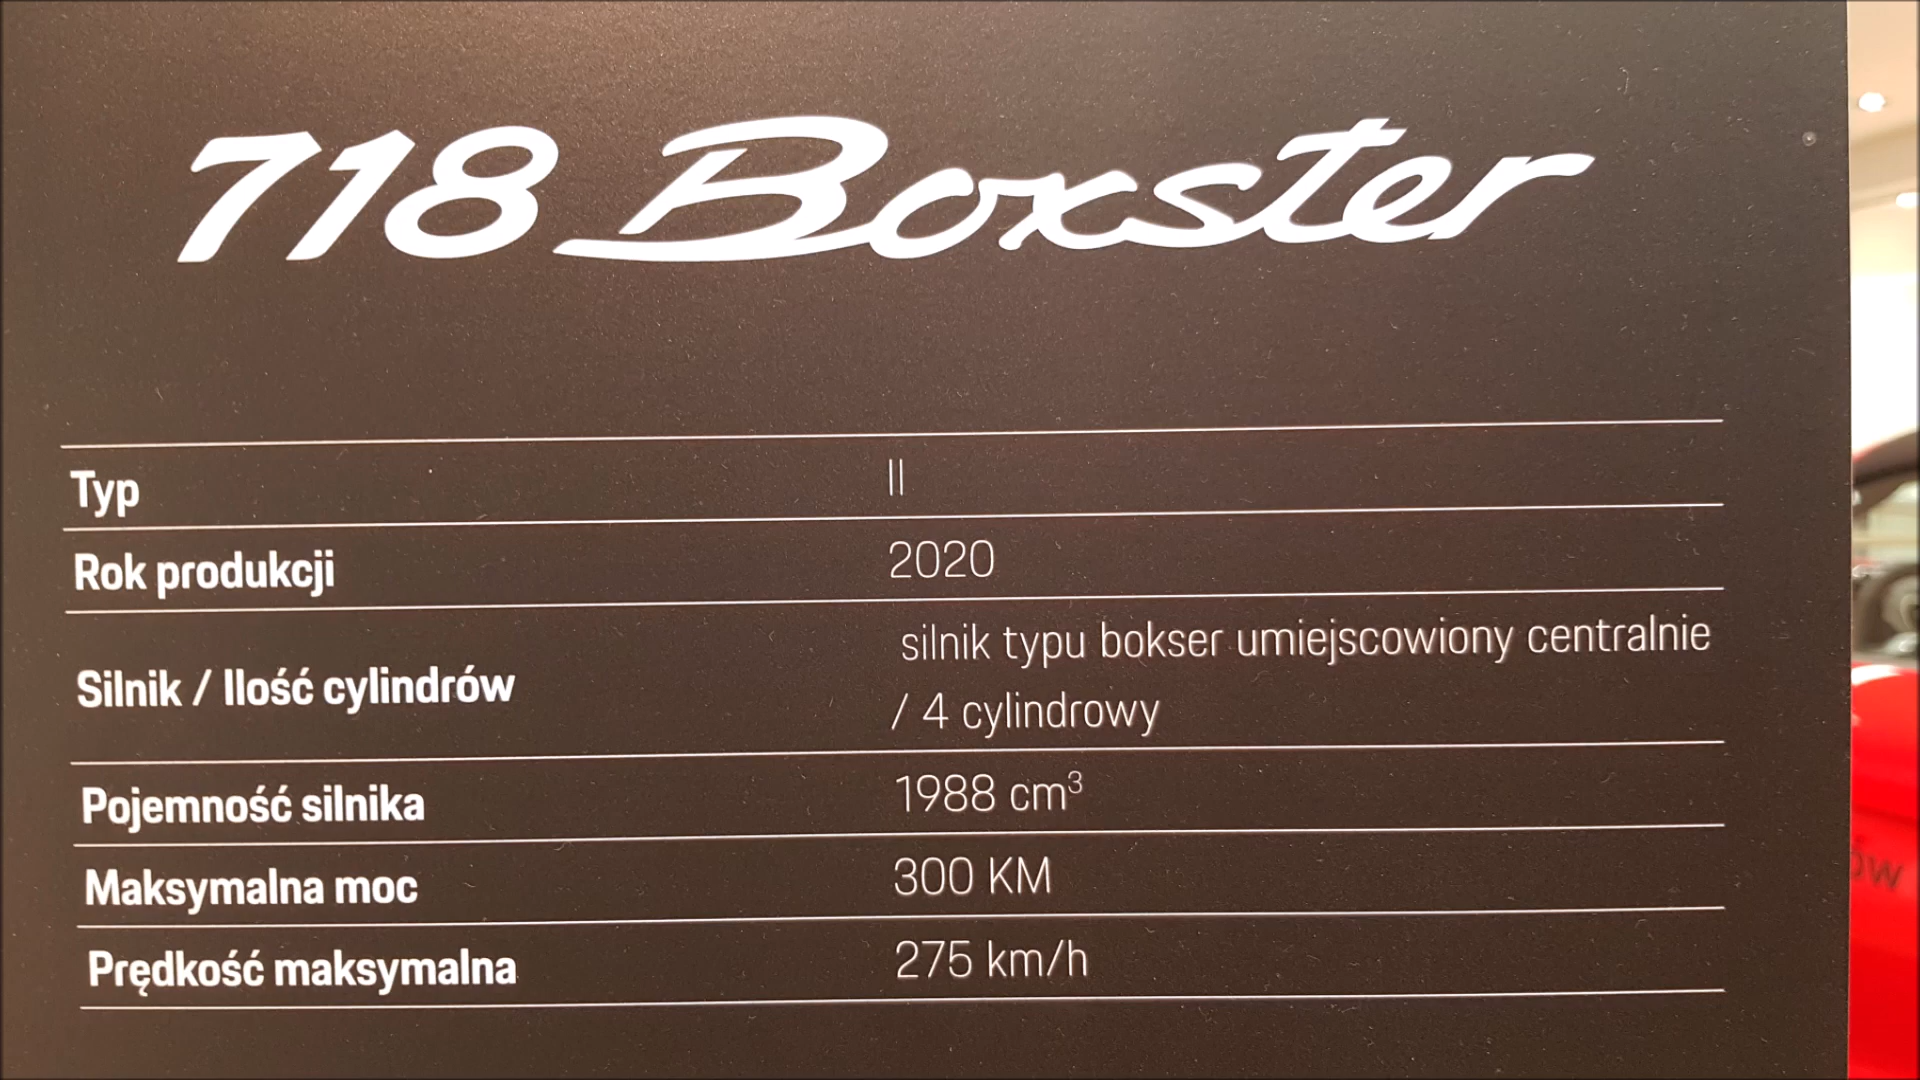 718 Boxster
Typ II
Rok produkcji 2020
Silnik / Ilość cylindrów silnik typu bokser umiejscowiony centralnie
/ 4 cylindrowy
Pojemność silnika 1988 cm³
Maksymalna moc 300 KM
Prędkość maksymalna 275 km/h
ów